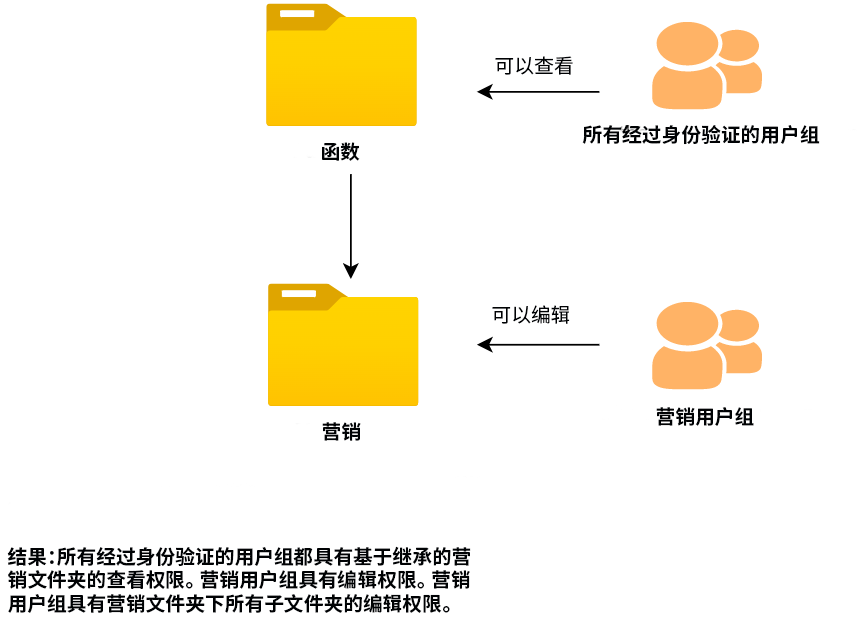 可以查看
所有经过身份验证的用户组
函数
可以编辑
营销用户组
营销
结果：所有经过身份验证的用户组都具有基于继承的营
销文件夹的查看权限。营销用户组具有编辑权限。营销
用户组具有营销文件夹下所有子文件夹的编辑权限。